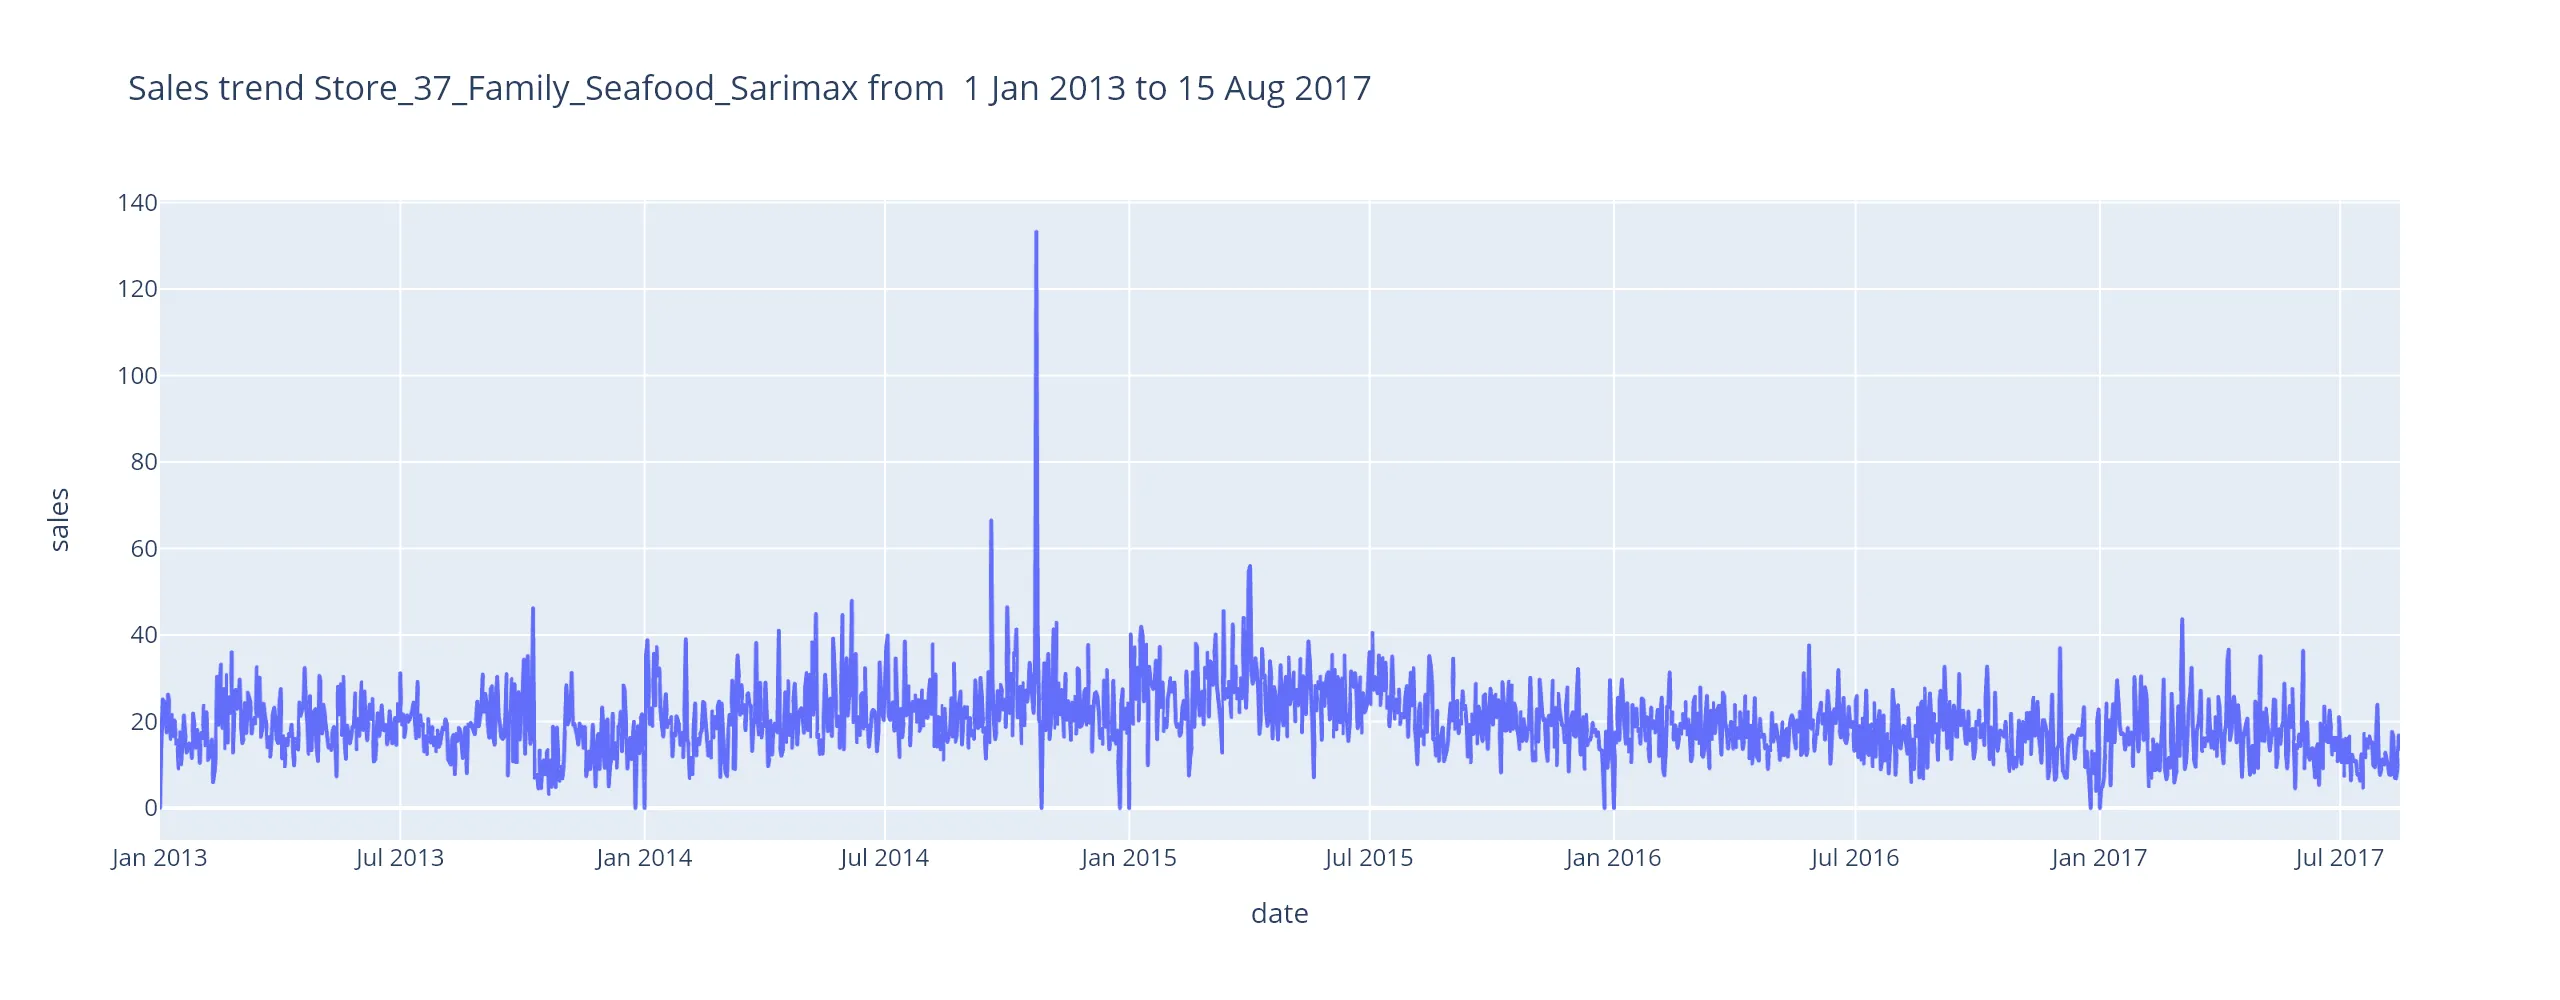 Sales trend Store_37_Family_Seafood_Sarimax from  1 Jan 2013 to 15 Aug 2017
140
120
100
80
60
40
20
0
sales
Jan 2013 Jul 2013 Jan 2014 Jul 2014 Jan 2015 Jul 2015 Jan 2016 Jul 2016 Jan 2017 Jul 2017
date